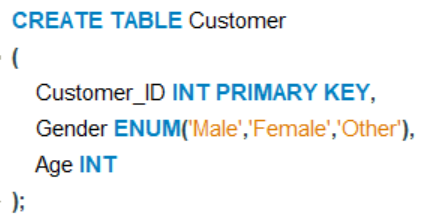 CREATE TABLE Customer
(
Customer_ID INT PRIMARY KEY,
Gender ENUM('Male','Female','Other'),
Age INT
);